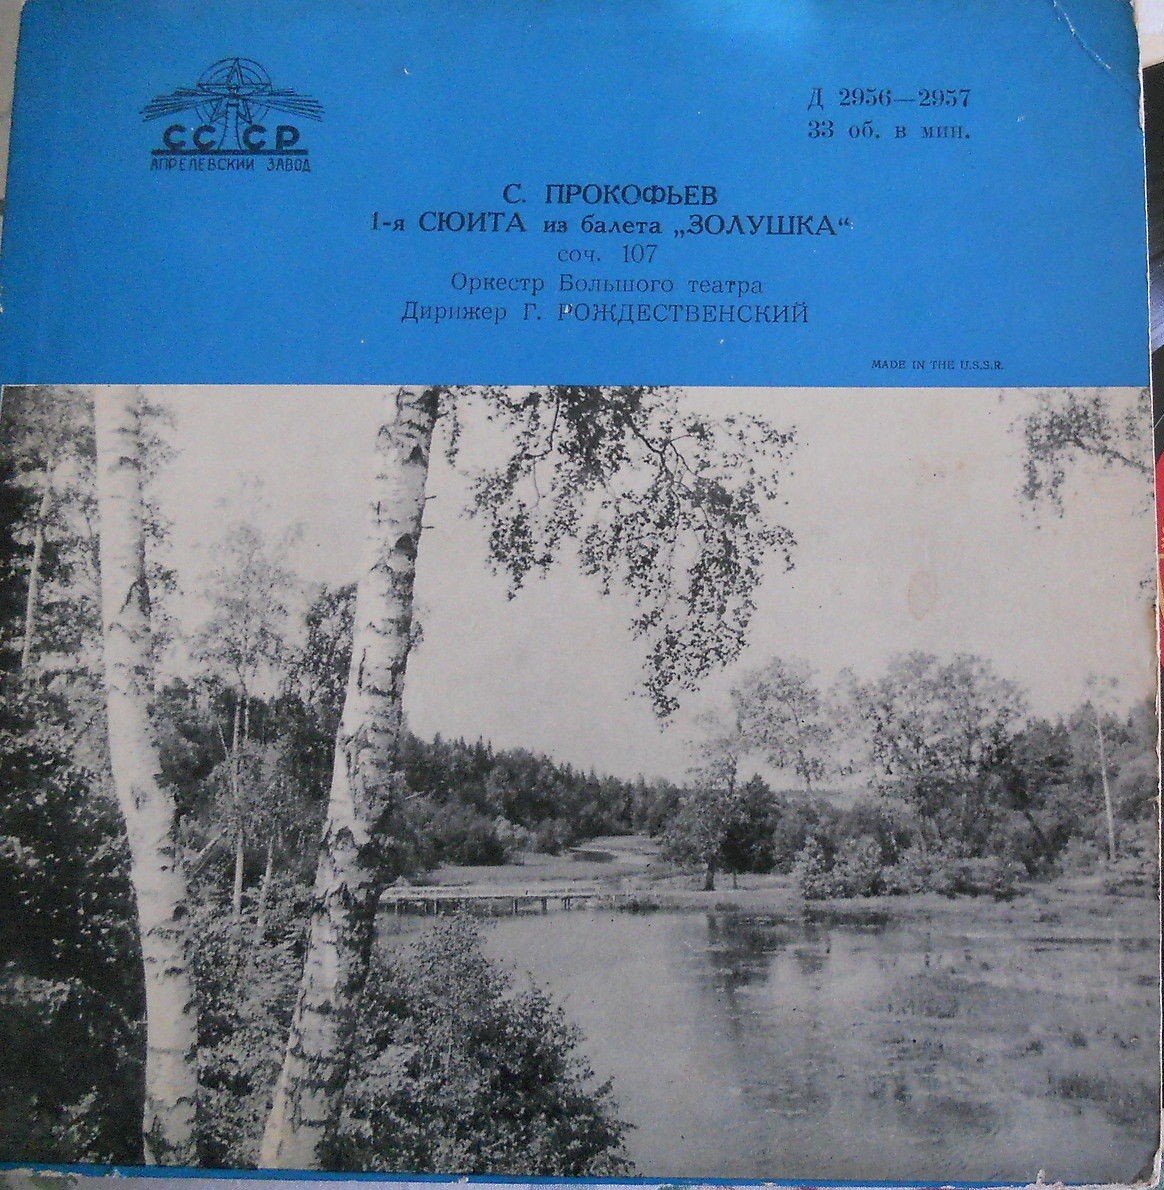 СССР
АПРЕЛЕВСКИЙ ЗАВОД
Д 2956—2957
33 об. в мин.
С. ПРОКОФЬЕВ
1-я СЮИТА из балета „ЗОЛУШКА“
соч. 107
Оркестр Большого театра
Дирижер Г. РОЖДЕСТВЕНСКИЙ
MADE IN THE U.S.S.R.